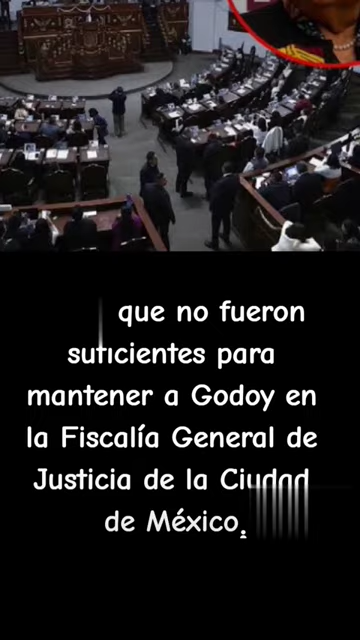 que no fueron
suficientes para
mantener a Godoy en
la Fiscalía General de
Justicia de la Ciudad
de México.